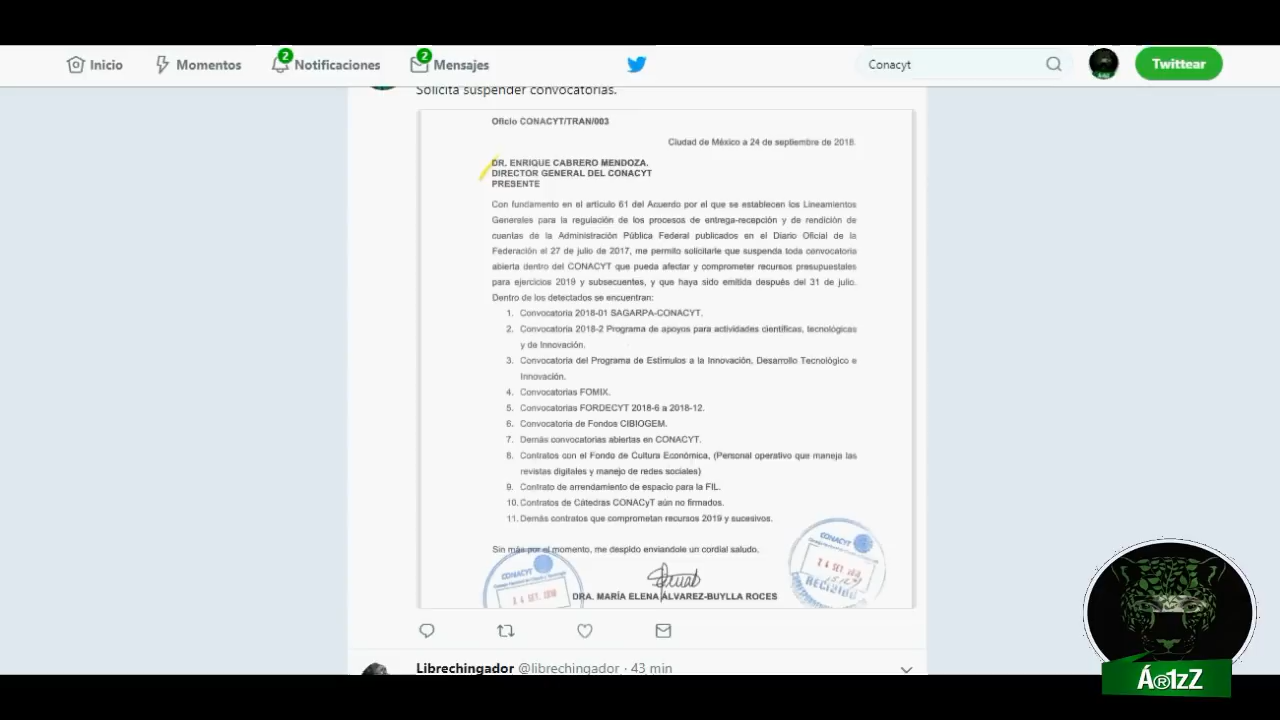 Inicio
Momentos
2
Notificaciones
2
Mensajes
Conacyt
Twittear
Solicita suspender convocatorias.
Oficio CONACYT/TRAN/003
Ciudad de México a 24 de septiembre de 2018.
DR. ENRIQUE CABRERO MENDOZA.
DIRECTOR GENERAL DEL CONACYT
PRESENTE
Con fundamento en el artículo 61 del Acuerdo por el que se establecen los Lineamientos
Generales para la regulación de los procesos de entrega-recepción y de rendición de
cuentas de la Administración Pública Federal publicados en el Diario Oficial de la
Federación el 27 de julio de 2017, me permito solicitarle que suspenda toda convocatoria
abierta dentro del CONACYT que pueda afectar y comprometer recursos presupuestales
para ejercicios 2019 y subsecuentes, y que haya sido emitida después del 31 de julio.
Dentro de los detectados se encuentran:
1. Convocatoria 2018-01 SAGARPA-CONACYT.
2. Convocatoria 2018-2 Programa de apoyos para actividades científicas, tecnológicas
y de Innovación.
3. Convocatoria del Programa de Estímulos a la Innovación, Desarrollo Tecnológico e
Innovación.
4. Convocatorias FOMIX.
5. Convocatorias FORDECYT 2018-6 a 2018-12.
6. Convocatoria de Fondos CIBIOGEM.
7. Demás convocatorias abiertas en CONACYT.
8. Contratos con el Fondo de Cultura Económica, (Personal operativo que maneja las
revistas digitales y manejo de redes sociales)
9. Contrato de arrendamiento de espacio para la FIL.
10. Contratos de Cátedras CONACyT aún no firmados.
11. Demás contratos que comprometan recursos 2019 y sucesivos.
Sin más por el momento, me despido enviandole un cordial saludo.
CONACYT
24 SET. 2018
RECIBIDO
CONACYT
24 SET. 2018
DRA. MARÍA ELENA ÁLVAREZ-BUYLLA ROCES
Librechingador @librechingador · 43 min
Á®1zZ